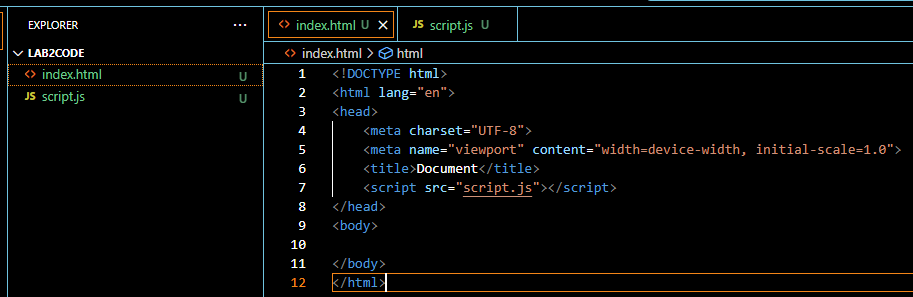 EXPLORER ...
LAB2CODE
<> index.html U
JS script.js U
<> index.html U × JS script.js U
<> index.html > html
1 <!DOCTYPE html>
2 <html lang="en">
3 <head>
4     <meta charset="UTF-8">
5     <meta name="viewport" content="width=device-width, initial-scale=1.0">
6     <title>Document</title>
7     <script src="script.js"></script>
8 </head>
9 <body>
10
11 </body>
12 </html>